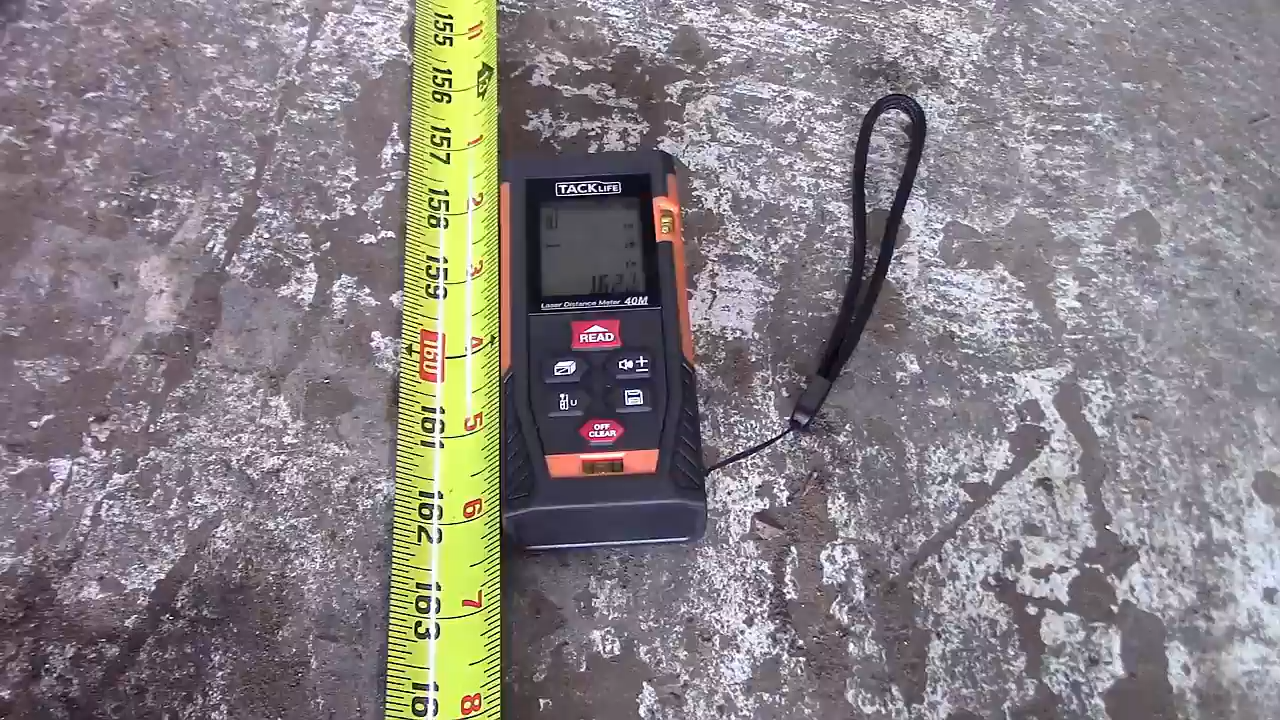 155 11
156
157 1
158 2
159 3
160 4
161 5
162 6
163 7
8
TACKLIFE
Laser Distance Meter 40M
READ
U
OFF
CLEAR